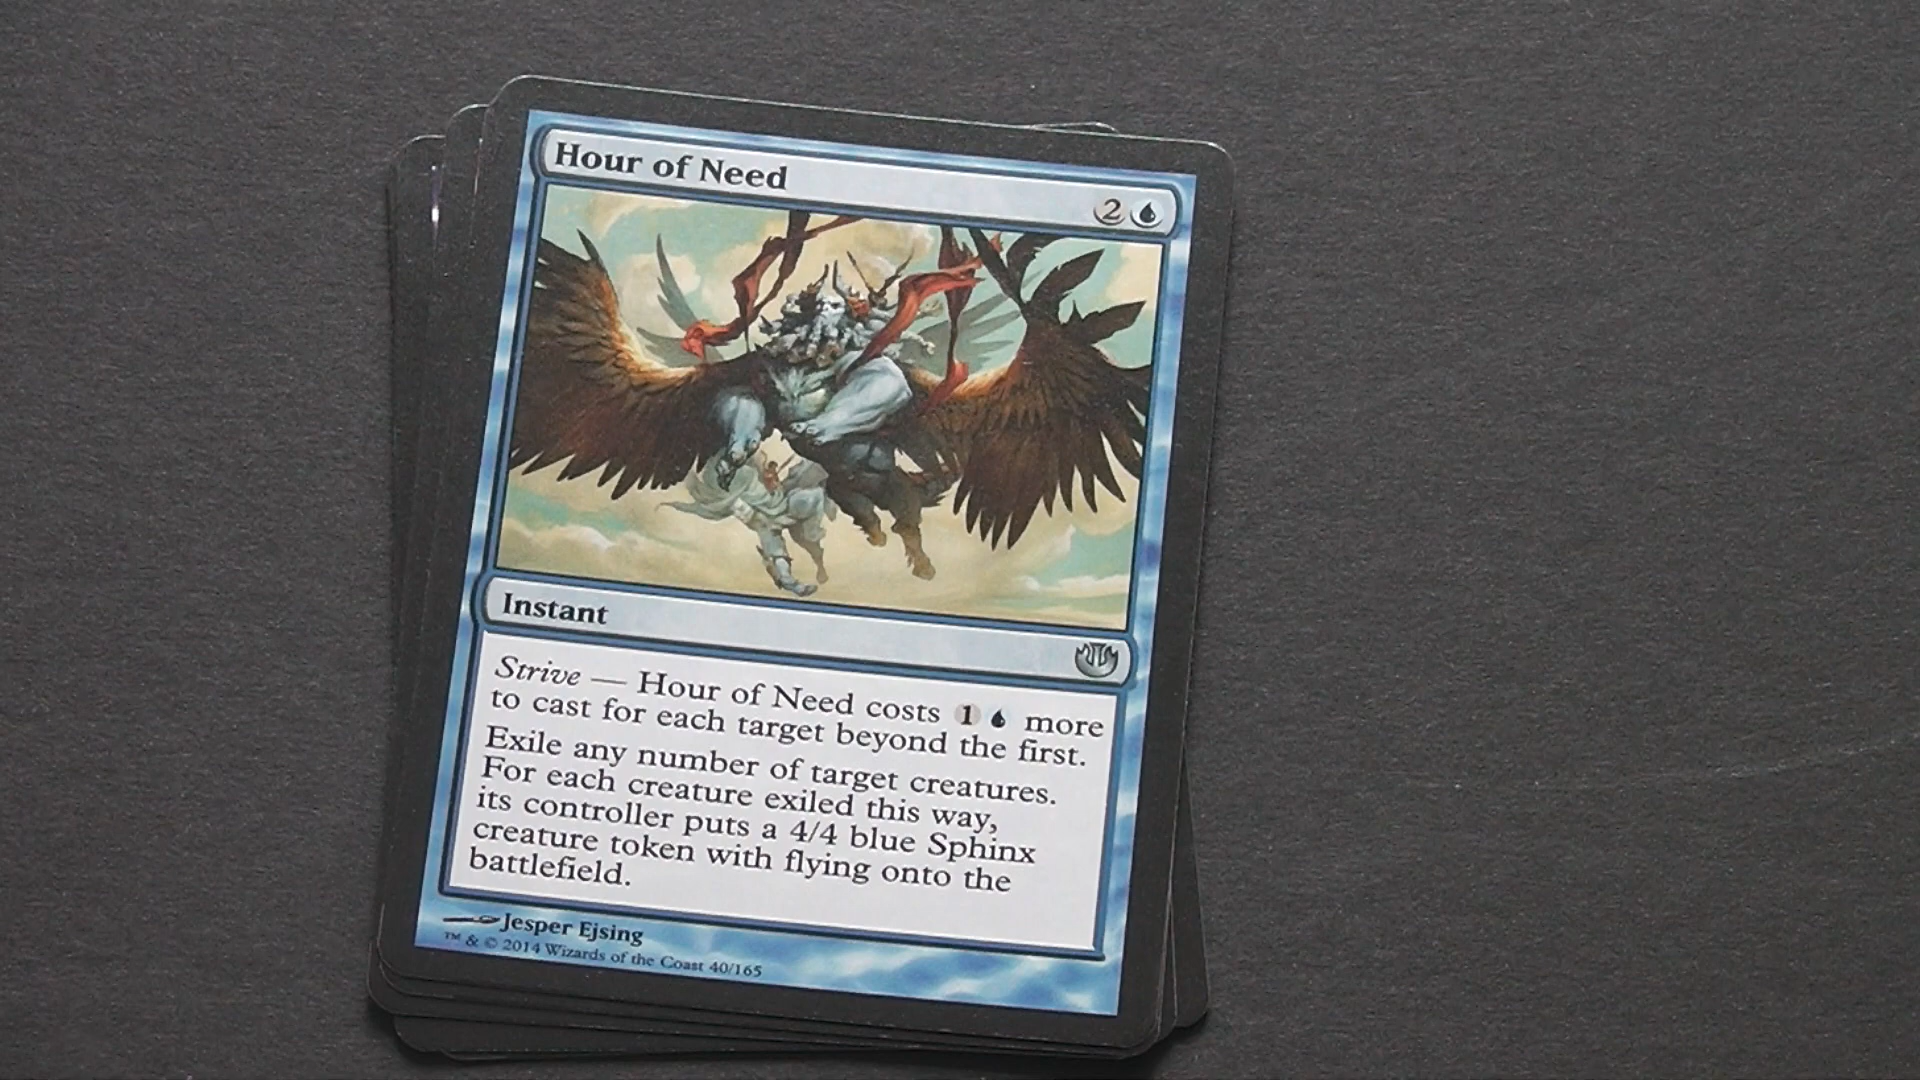 Hour of Need
2
Instant
Strive — Hour of Need costs 1 more
to cast for each target beyond the first.
Exile any number of target creatures.
For each creature exiled this way,
its controller puts a 4/4 blue Sphinx
creature token with flying onto the
battlefield.
Jesper Ejsing
™ & © 2014 Wizards of the Coast 40/165